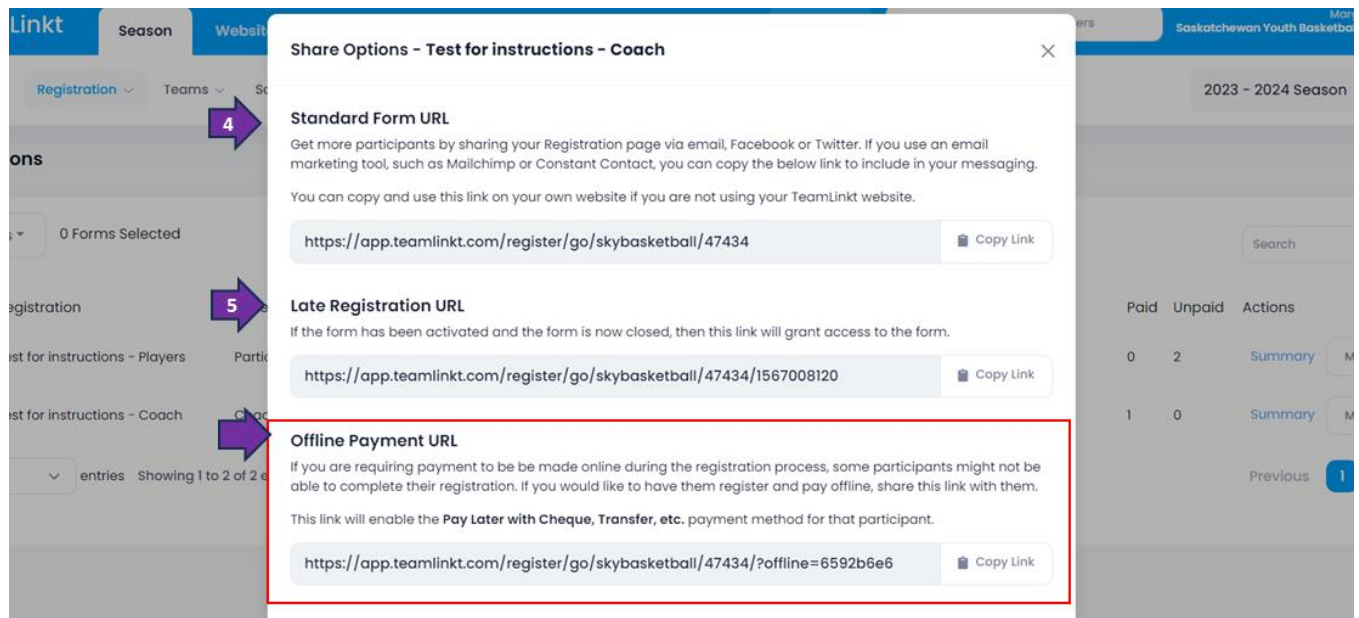 Linkt
Season
Websit
ers
Mar
Saskatchewan Youth Basketba
Registration
Teams
Sc
2023 - 2024 Season
ons
0 Forms Selected
Search
egistration
Paid Unpaid Actions
est for instructions - Players
Partic
0 2 Summary M
est for instructions - Coach
Coac
1 0 Summary M
entries Showing 1 to 2 of 2 e
Previous 1
Share Options - Test for instructions - Coach
4
Standard Form URL
Get more participants by sharing your Registration page via email, Facebook or Twitter. If you use an email
marketing tool, such as Mailchimp or Constant Contact, you can copy the below link to include in your messaging.
You can copy and use this link on your own website if you are not using your TeamLinkt website.
https://app.teamlinkt.com/register/go/skybasketball/47434 Copy Link
5
Late Registration URL
If the form has been activated and the form is now closed, then this link will grant access to the form.
https://app.teamlinkt.com/register/go/skybasketball/47434/1567008120 Copy Link
Offline Payment URL
If you are requiring payment to be be made online during the registration process, some participants might not be
able to complete their registration. If you would like to have them register and pay offline, share this link with them.
This link will enable the Pay Later with Cheque, Transfer, etc. payment method for that participant.
https://app.teamlinkt.com/register/go/skybasketball/47434/?offline=6592b6e6 Copy Link